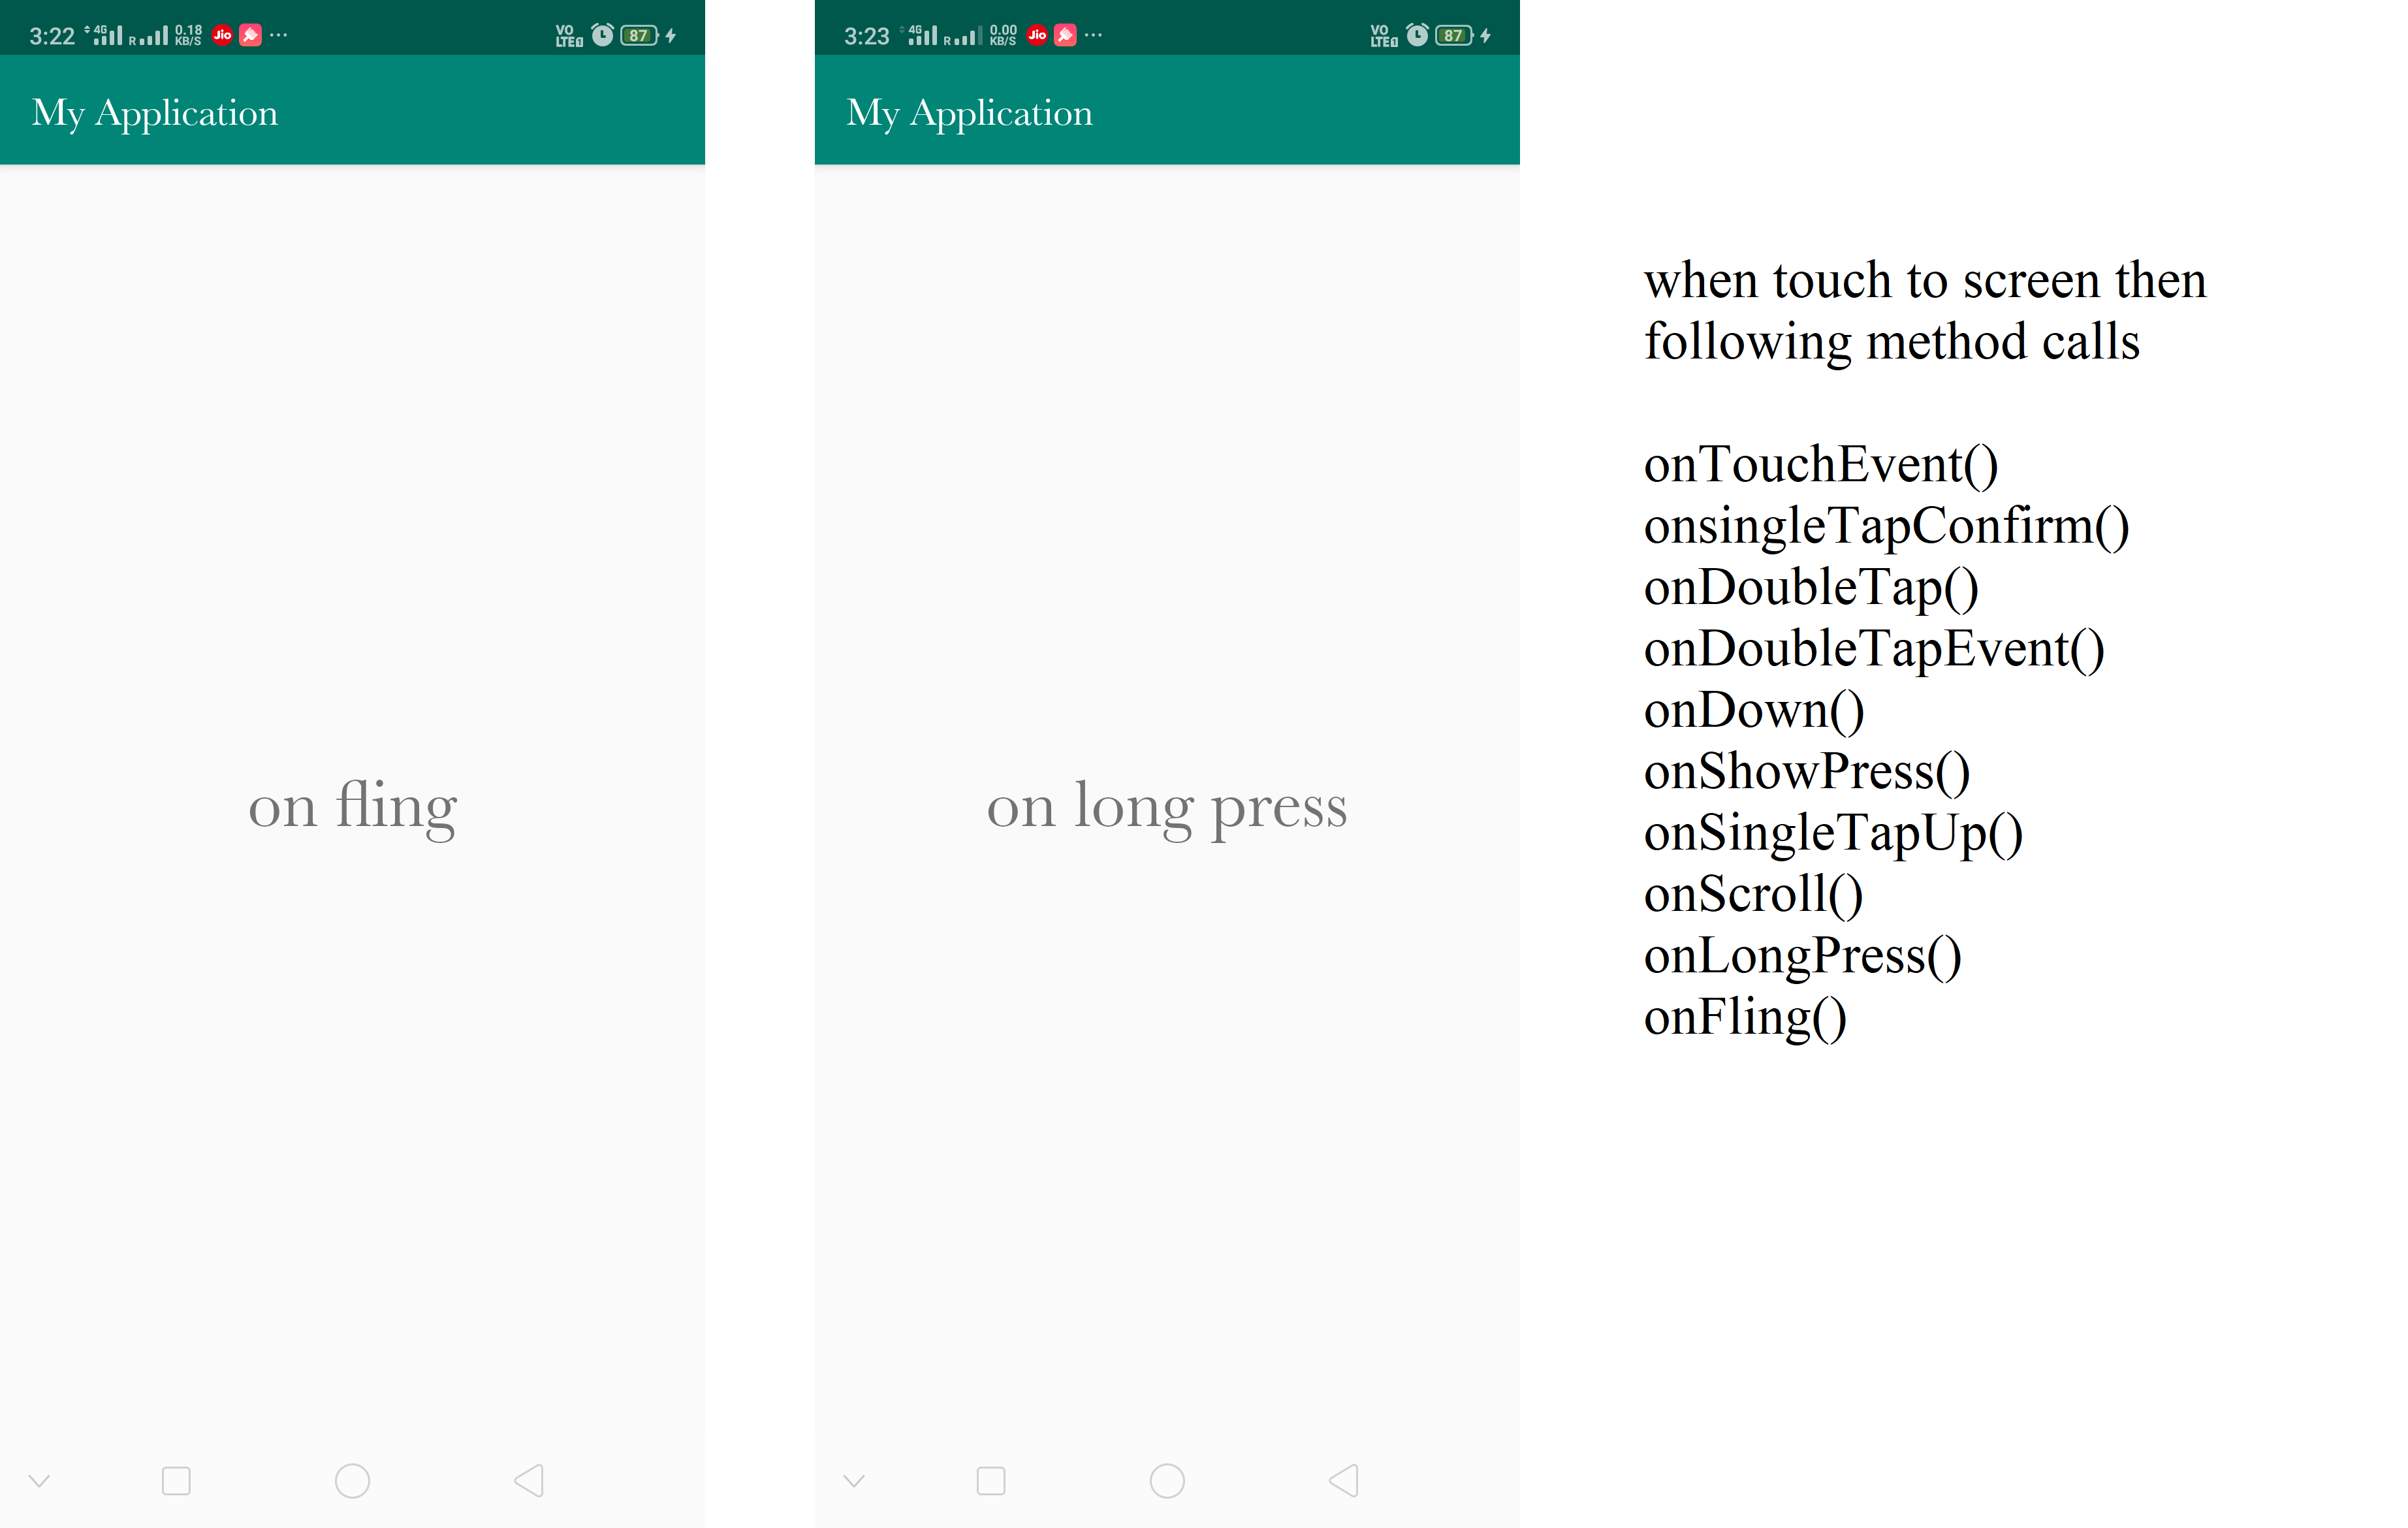 3:22 4G R 0.18 KB/S Jio ... VO LTE1 87
My Application
on fling
3:23 4G R 0.00 KB/S Jio ... VO LTE1 87
My Application
on long press
when touch to screen then
following method calls
onTouchEvent()
onsingleTapConfirm()
onDoubleTap()
onDoubleTapEvent()
onDown()
onShowPress()
onSingleTapUp()
onScroll()
onLongPress()
onFling()